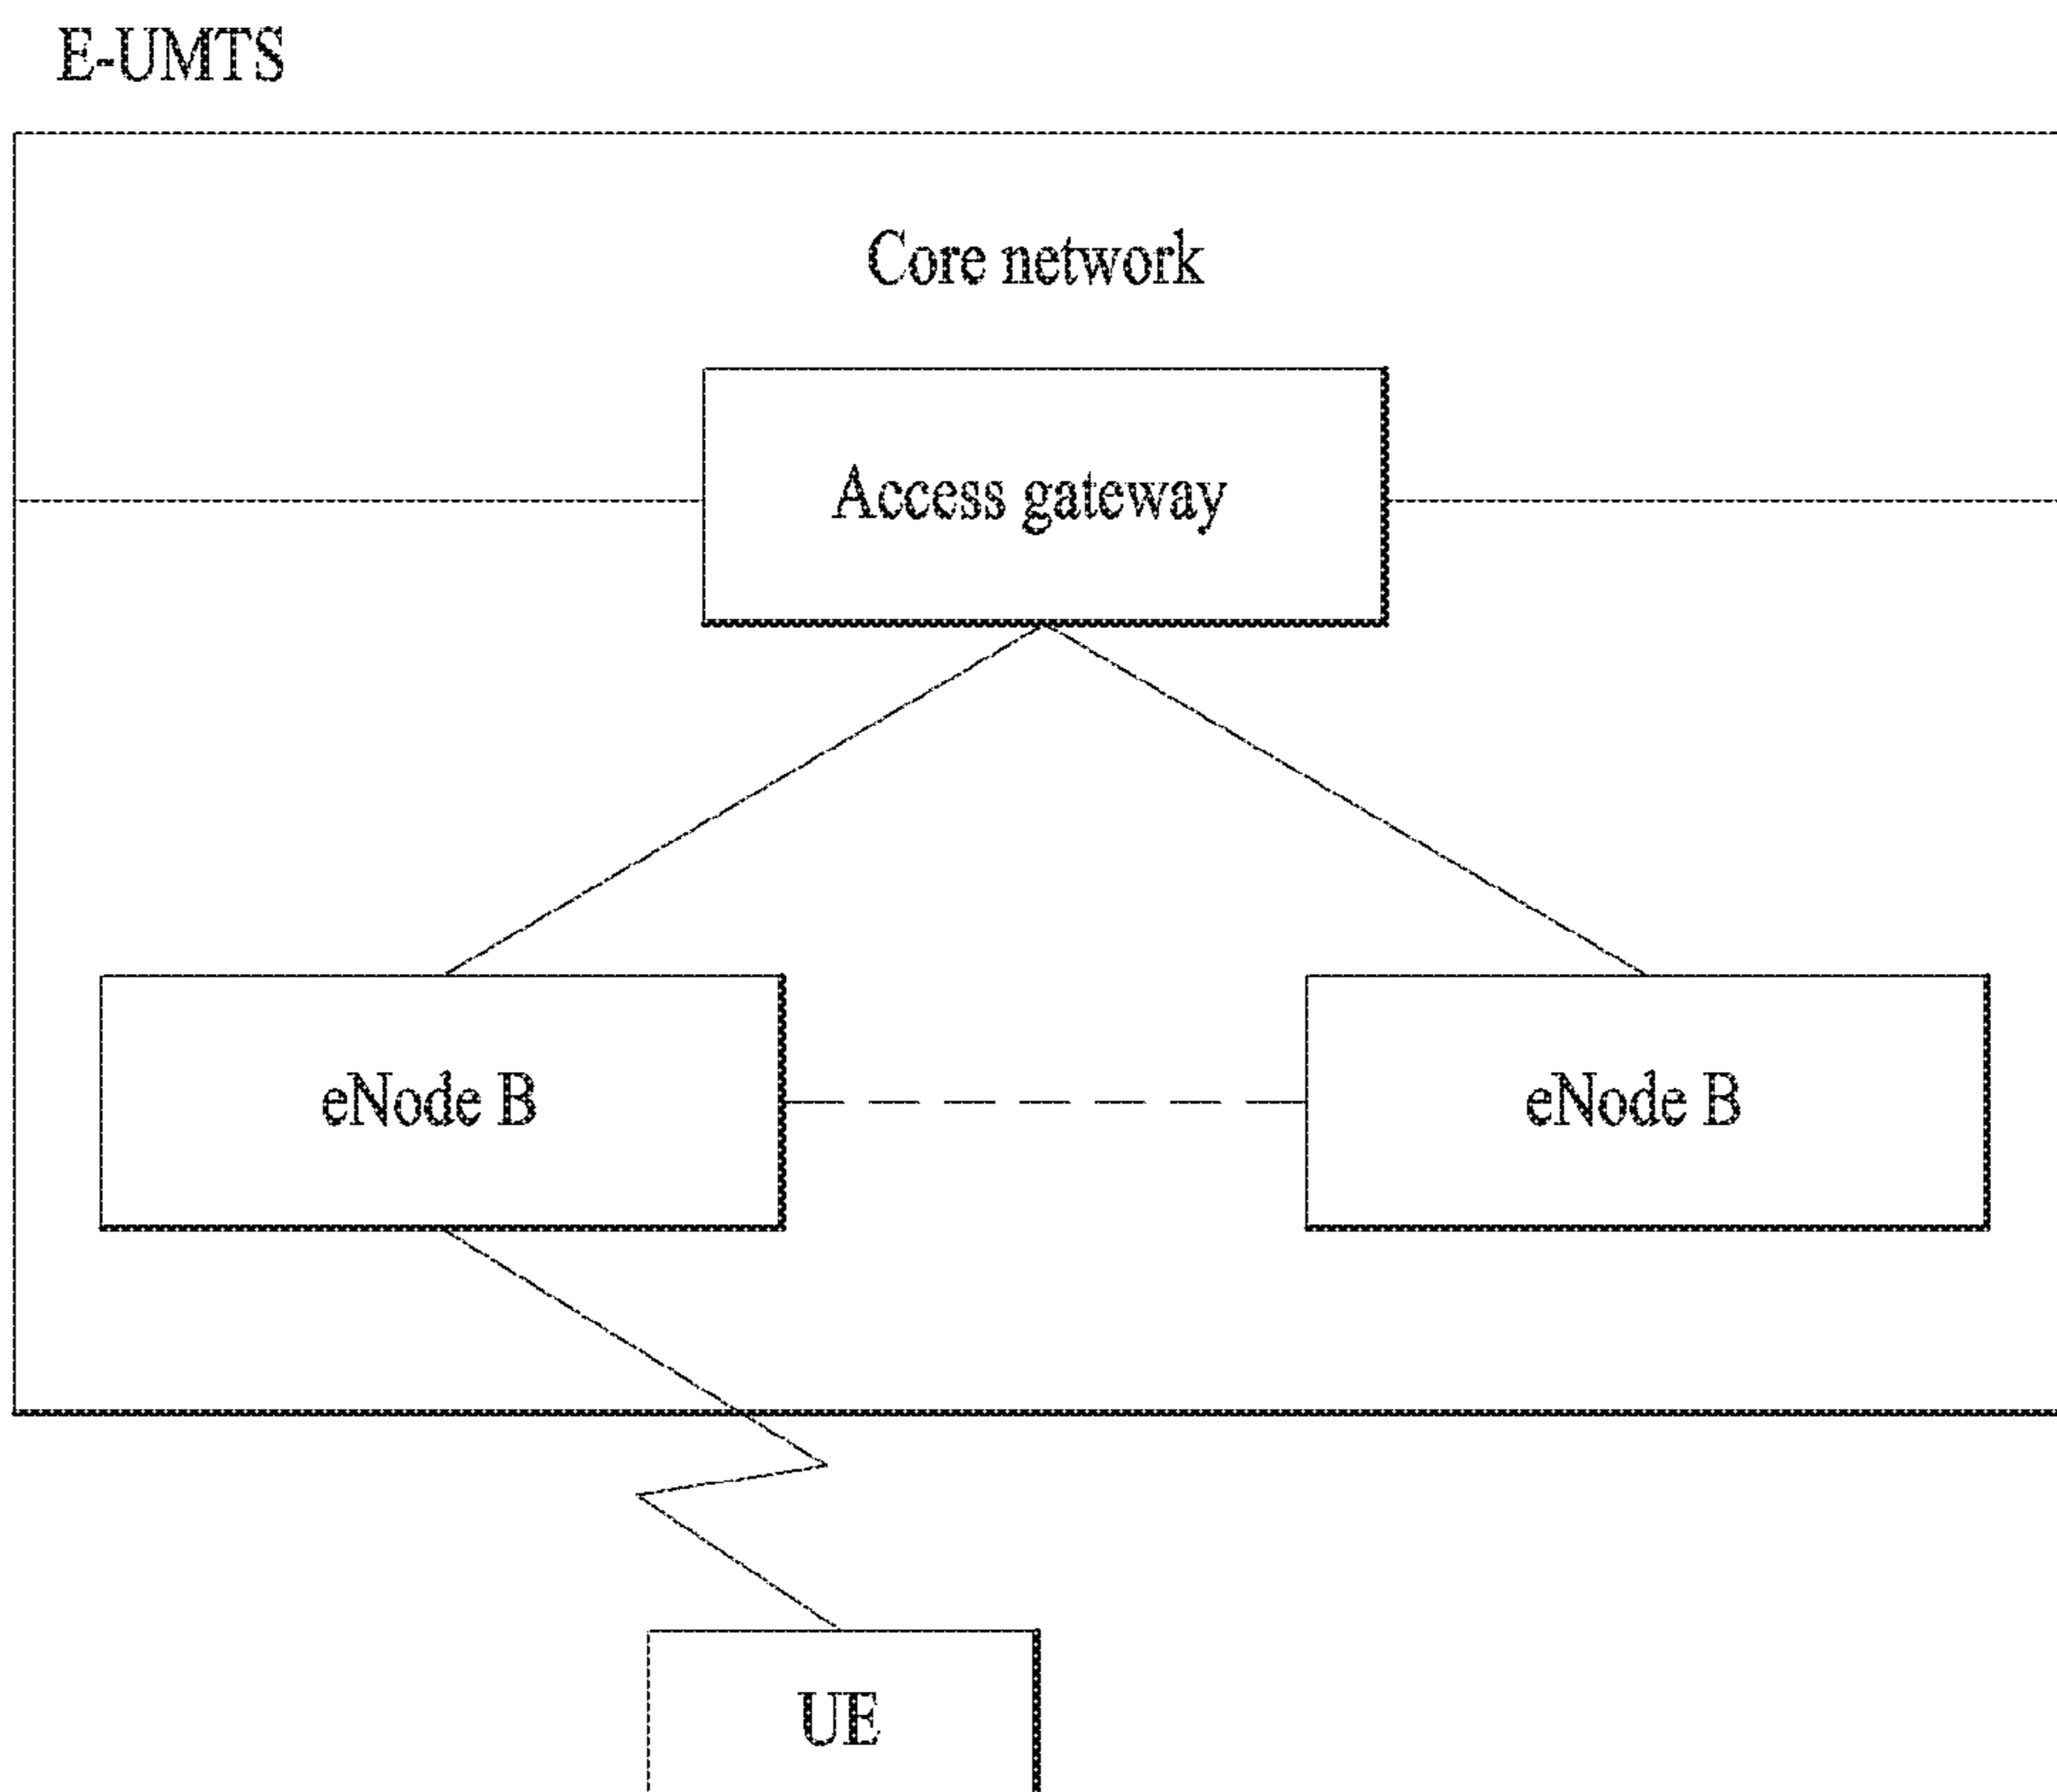 E-UMTS
Core network
Access gateway
eNode B
eNode B
UE